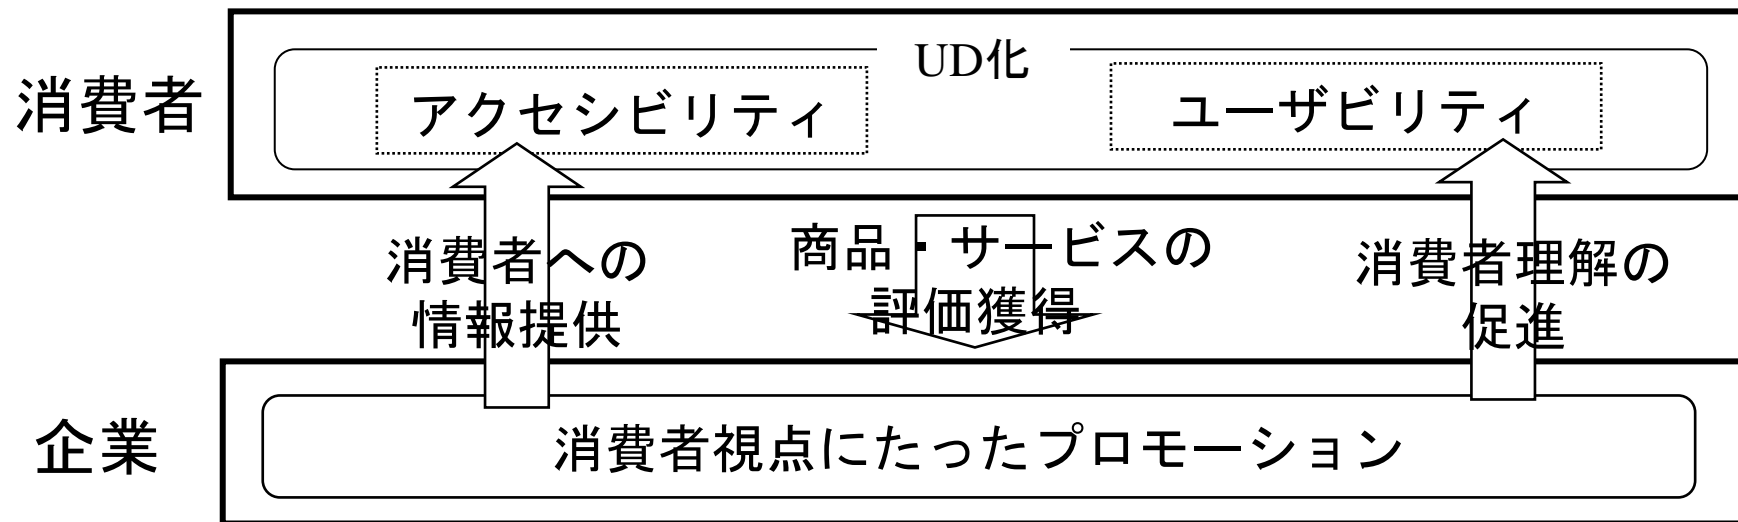 UD化
消費者
アクセシビリティ
ユーザビリティ
消費者への
情報提供
商品・サービスの
評価獲得
消費者理解の
促進
企業
消費者視点にたったプロモーション